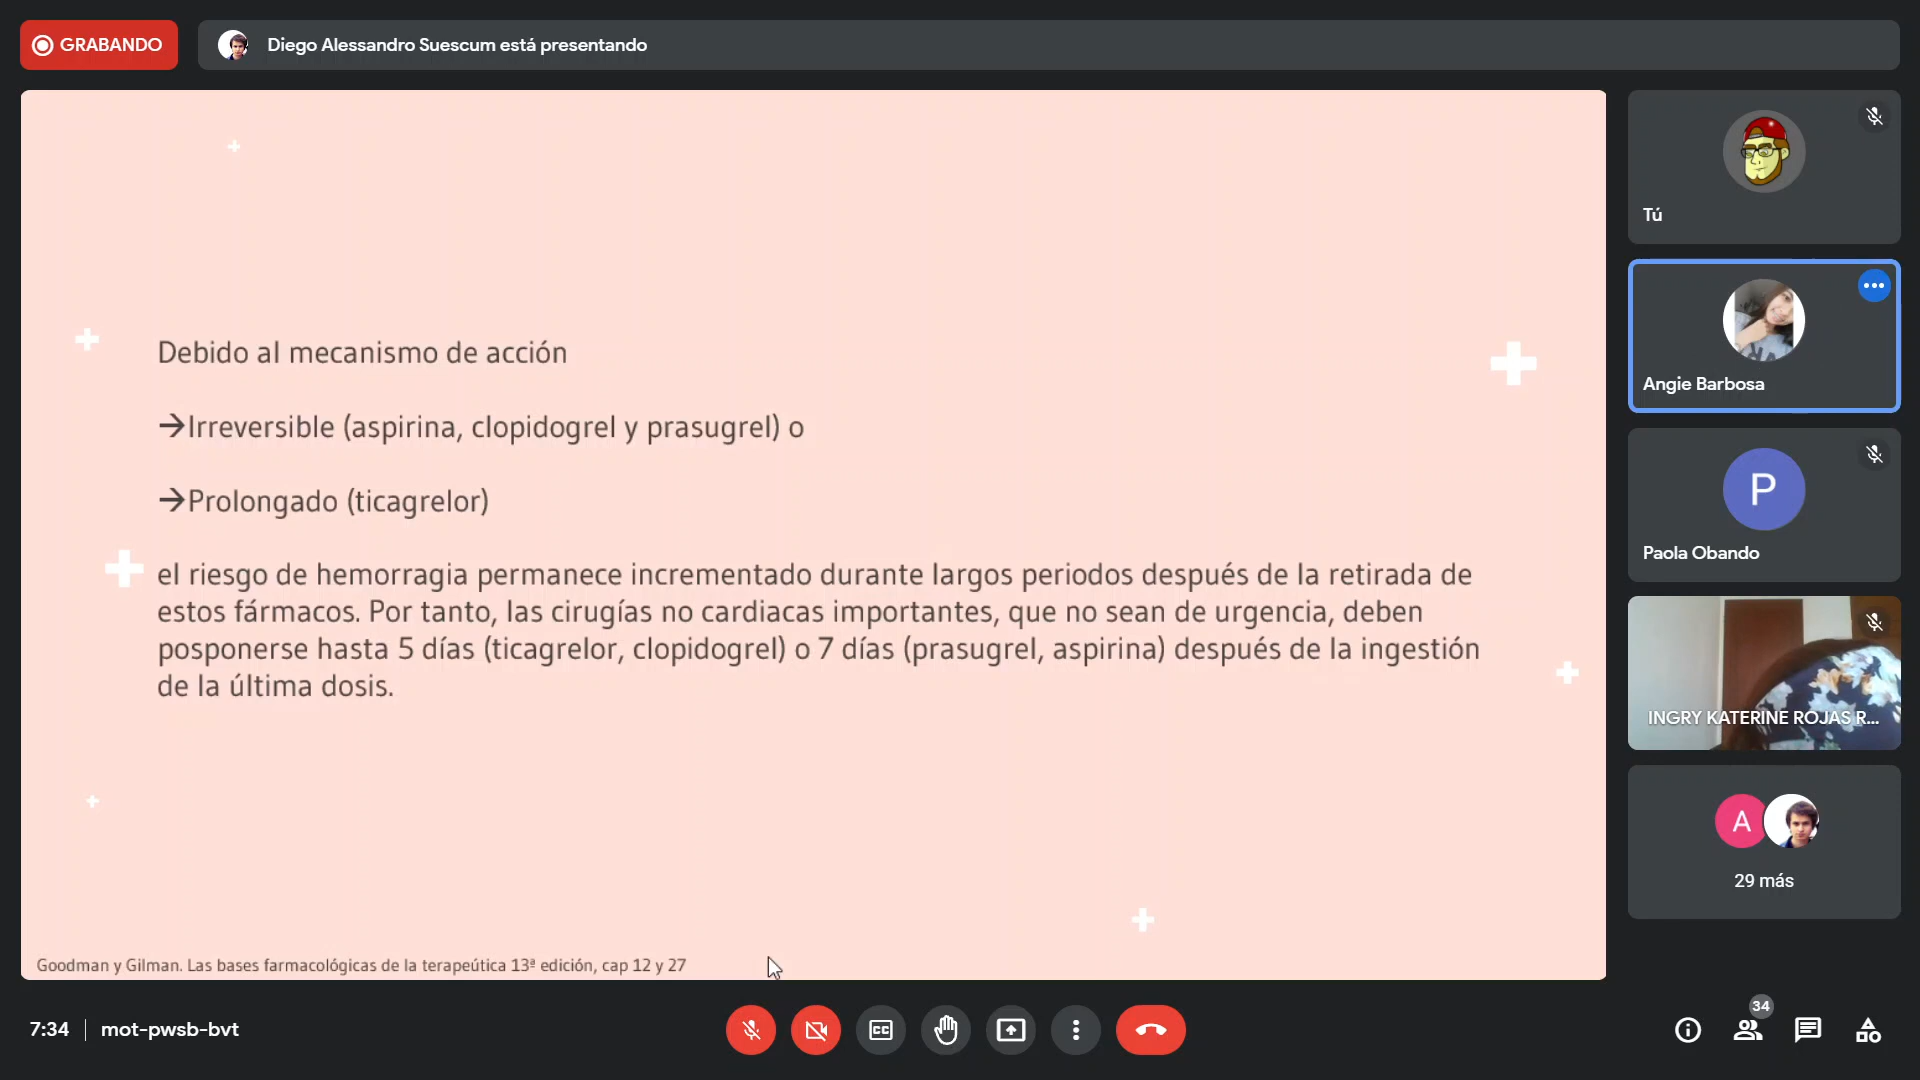 GRABANDO
Diego Alessandro Suescum está presentando
Debido al mecanismo de acción
→Irreversible (aspirina, clopidogrel y prasugrel) o
→Prolongado (ticagrelor)
el riesgo de hemorragia permanece incrementado durante largos periodos después de la retirada de
estos fármacos. Por tanto, las cirugías no cardiacas importantes, que no sean de urgencia, deben
posponerse hasta 5 días (ticagrelor, clopidogrel) o 7 días (prasugrel, aspirina) después de la ingestión
de la última dosis.
Goodman y Gilman. Las bases farmacológicas de la terapeútica 13ª edición, cap 12 y 27
Tú
Angie Barbosa
P
Paola Obando
INGRY KATERINE ROJAS R...
A
29 más
7:34
mot-pwsb-bvt
CC
34